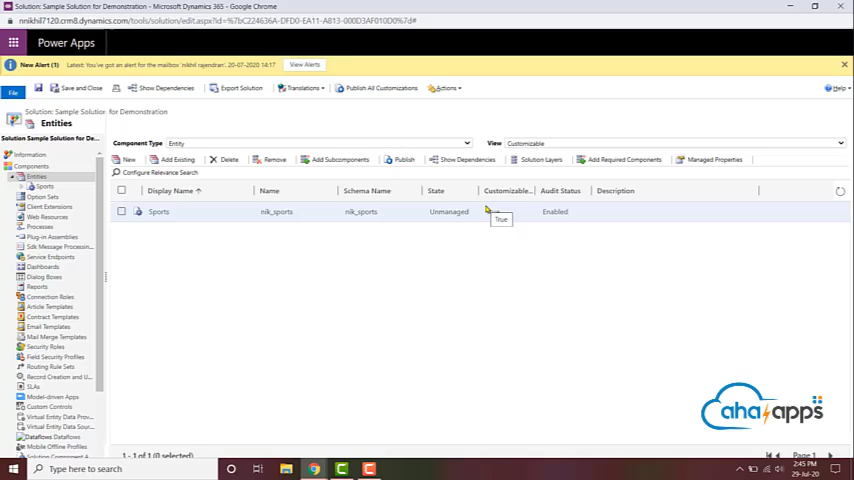 Solution: Sample Solution for Demonstration - Microsoft Dynamics 365 - Google Chrome
nnikhil7120.crm8.dynamics.com/tools/solution/edit.aspx?id=%7bC224636A-DFD0-EA11-A813-000D3AF0C20D%7d#
Power Apps
New Alert (1) Latest: You've got an alert for the mailbox 'nikhil rajendran'. 20-07-2020 14:17 View Alerts
File Save and Close Show Dependencies Export Solution Translations Publish All Customizations Actions Help
Solution: Sample Solution for Demonstration
Entities
Solution Sample Solution for De...
Component Type Entity View Customizable
Information
Components
Entities
Sports
Option Sets
Client Extensions
Web Resources
Processes
Plug-in Assemblies
Sdk Message Processin...
Service Endpoints
Dashboards
Dialog Boxes
Reports
Connection Roles
Article Templates
Contract Templates
Email Templates
Mail Merge Templates
Security Roles
Field Security Profiles
Routing Rule Sets
Record Creation and U...
SLAs
Model-driven Apps
Custom Controls
Virtual Entity Data Prov...
Virtual Entity Data Sour...
Dataflows.Dataflows
Mobile Offline Profiles
New Add Existing Delete Remove Add Subcomponents Publish Show Dependencies Solution Layers Add Required Components Managed Properties
Configure Relevance Search
Display Name Name Schema Name State Customizable... Audit Status Description
Sports nik_sports nik_sports Unmanaged Enabled
True
aha apps
1 - 1 of 1 (0 selected) Page 1
Type here to search
2:45 PM
29-Jul-20